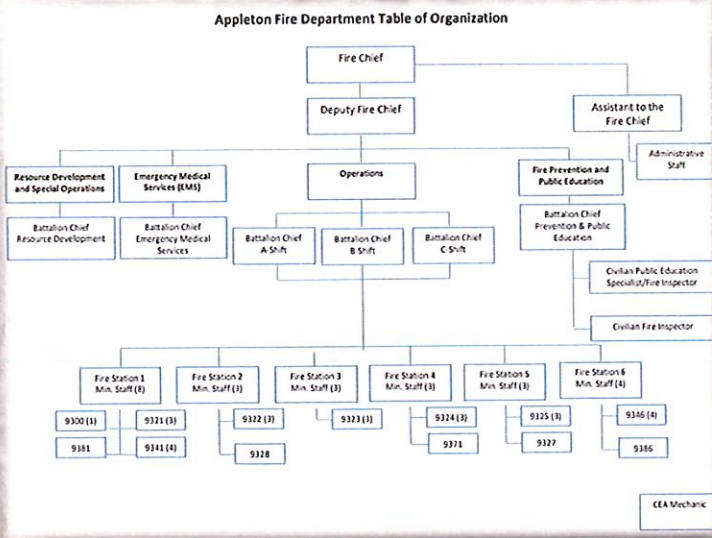 Appleton Fire Department Table of Organization
Fire Chief
Deputy Fire Chief
Assistant to the
Fire Chief
Administrative
Staff
Resource Development
and Special Operations
Emergency Medical
Services (EMS)
Operations
Fire Prevention and
Public Education
Battalion Chief
Resource Development
Battalion Chief
Emergency Medical
Services
Battalion Chief
A-Shift
Battalion Chief
B-Shift
Battalion Chief
C-Shift
Battalion Chief
Prevention & Public
Education
Civilian Public Education
Specialist/Fire Inspector
Civilian Fire Inspector
Fire Station 1
Min. Staff (8)
Fire Station 2
Min. Staff (3)
Fire Station 3
Min. Staff (3)
Fire Station 4
Min. Staff (3)
Fire Station 5
Min. Staff (3)
Fire Station 6
Min. Staff (4)
9300 (1)
9321 (3)
9322 (3)
9323 (3)
9324 (3)
9325 (3)
9346 (4)
9381
9341 (4)
9328
9371
9327
9386
CEA Mechanic